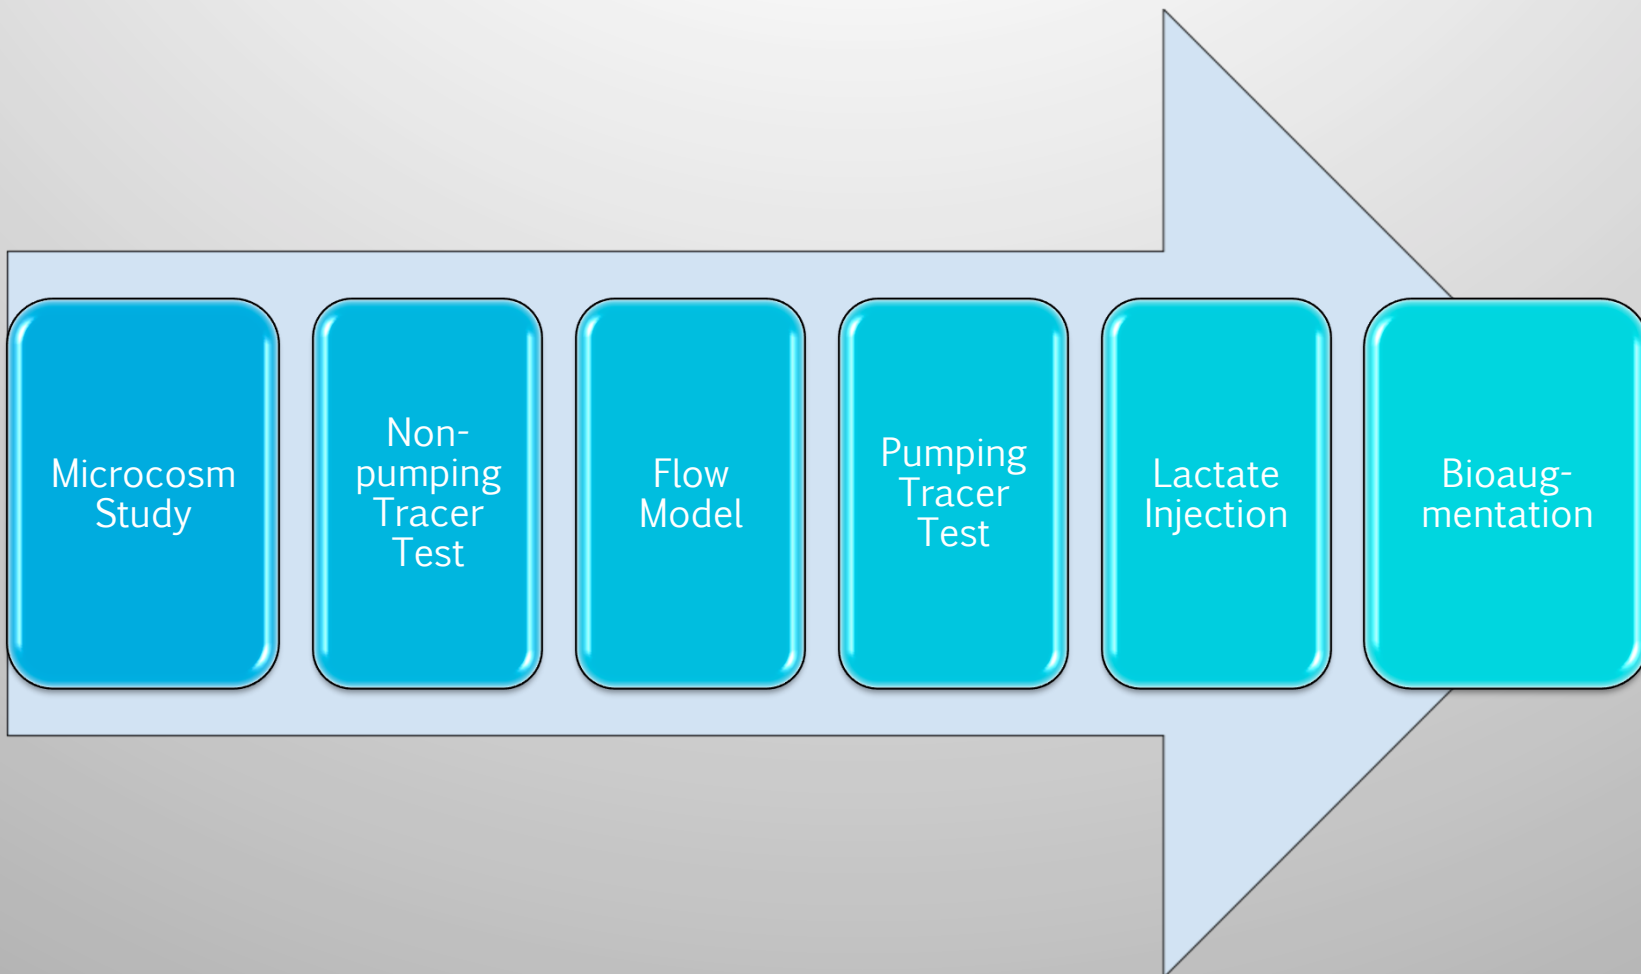 Microcosm
Study
Non-
pumping
Tracer
Test
Flow
Model
Pumping
Tracer
Test
Lactate
Injection
Bioaug-
mentation